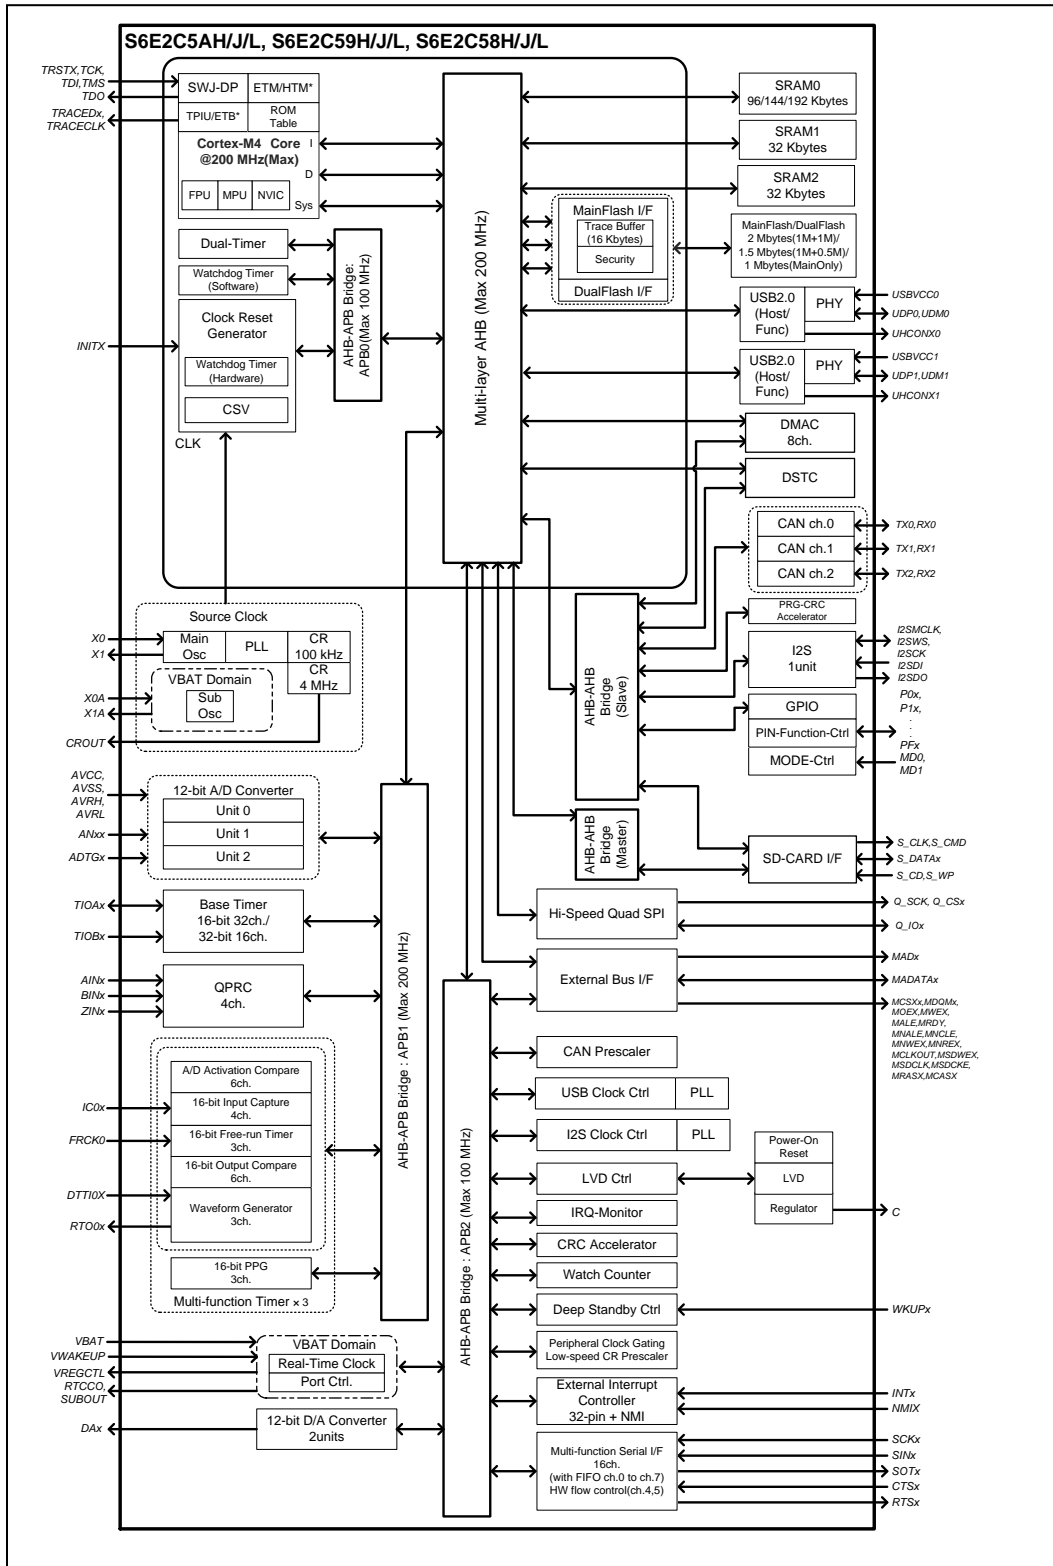 S6E2C5AH/J/L, S6E2C59H/J/L, S6E2C58H/J/L
TRSTX,TCK,
TDI,TMS
TDO
TRACEDx,
TRACECLK
SWJ-DP
ETM/HTM*
TPIU/ETB*
ROM
Table
Cortex-M4 Core
@200 MHz(Max)
I
D
Sys
FPU
MPU
NVIC
Dual-Timer
Watchdog Timer
(Software)
Clock Reset
Generator
Watchdog Timer
(Hardware)
CSV
CLK
INITX
AHB-APB Bridge:
APB0(Max 100 MHz)
Multi-layer AHB (Max 200 MHz)
SRAM0
96/144/192 Kbytes
SRAM1
32 Kbytes
SRAM2
32 Kbytes
MainFlash I/F
Trace Buffer
(16 Kbytes)
Security
DualFlash I/F
MainFlash/DualFlash
2 Mbytes(1M+1M)/
1.5 Mbytes(1M+0.5M)/
1 Mbytes(MainOnly)
USB2.0
(Host/
Func)
PHY
USBVCC0
UDP0,UDM0
UHCONX0
USB2.0
(Host/
Func)
PHY
USBVCC1
UDP1,UDM1
UHCONX1
DMAC
8ch.
DSTC
CAN ch.0
CAN ch.1
CAN ch.2
TX0,RX0
TX1,RX1
TX2,RX2
PRG-CRC
Accelerator
I2S
1unit
I2SMCLK,
I2SWS,
I2SCK
I2SDI
I2SDO
GPIO
PIN-Function-Ctrl
MODE-Ctrl
P0x,
P1x,
.
.
.
PFx
MD0,
MD1
AHB-AHB
Bridge
(Slave)
AHB-AHB
Bridge
(Master)
SD-CARD I/F
S_CLK,S_CMD
S_DATAx
S_CD,S_WP
Source Clock
Main
Osc
PLL
CR
100 kHz
CR
4 MHz
VBAT Domain
Sub
Osc
X0
X1
X0A
X1A
CROUT
AVCC,
AVSS,
AVRH,
AVRL
ANxx
ADTGx
12-bit A/D Converter
Unit 0
Unit 1
Unit 2
TIOAx
TIOBx
Base Timer
16-bit 32ch./
32-bit 16ch.
AINx
BINx
ZINx
QPRC
4ch.
A/D Activation Compare
6ch.
16-bit Input Capture
4ch.
16-bit Free-run Timer
3ch.
16-bit Output Compare
6ch.
Waveform Generator
3ch.
16-bit PPG
3ch.
Multi-function Timer × 3
IC0x
FRCK0
DTTI0X
RTO0x
AHB-APB Bridge : APB1 (Max 200 MHz)
AHB-APB Bridge : APB2 (Max 100 MHz)
VBAT
VWAKEUP
VREGCTL
RTCCO,
SUBOUT
VBAT Domain
Real-Time Clock
Port Ctrl.
DAx
12-bit D/A Converter
2units
Hi-Speed Quad SPI
Q_SCK, Q_CSx
Q_IOx
External Bus I/F
MADx
MADATAx
MCSXx,MDQMx,
MOEX,MWEX,
MALE,MRDY,
MNALE,MNCLE,
MNWEX,MNREX,
MCLKOUT,MSDWEX,
MSDCLK,MSDCKE,
MRASX,MCASX
CAN Prescaler
USB Clock Ctrl
PLL
I2S Clock Ctrl
PLL
LVD Ctrl
Power-On
Reset
LVD
Regulator
C
IRQ-Monitor
CRC Accelerator
Watch Counter
Deep Standby Ctrl
WKUPx
Peripheral Clock Gating
Low-speed CR Prescaler
External Interrupt
Controller
32-pin + NMI
INTx
NMIX
Multi-function Serial I/F
16ch.
(with FIFO ch.0 to ch.7)
HW flow control(ch.4,5)
SCKx
SINx
SOTx
CTSx
RTSx